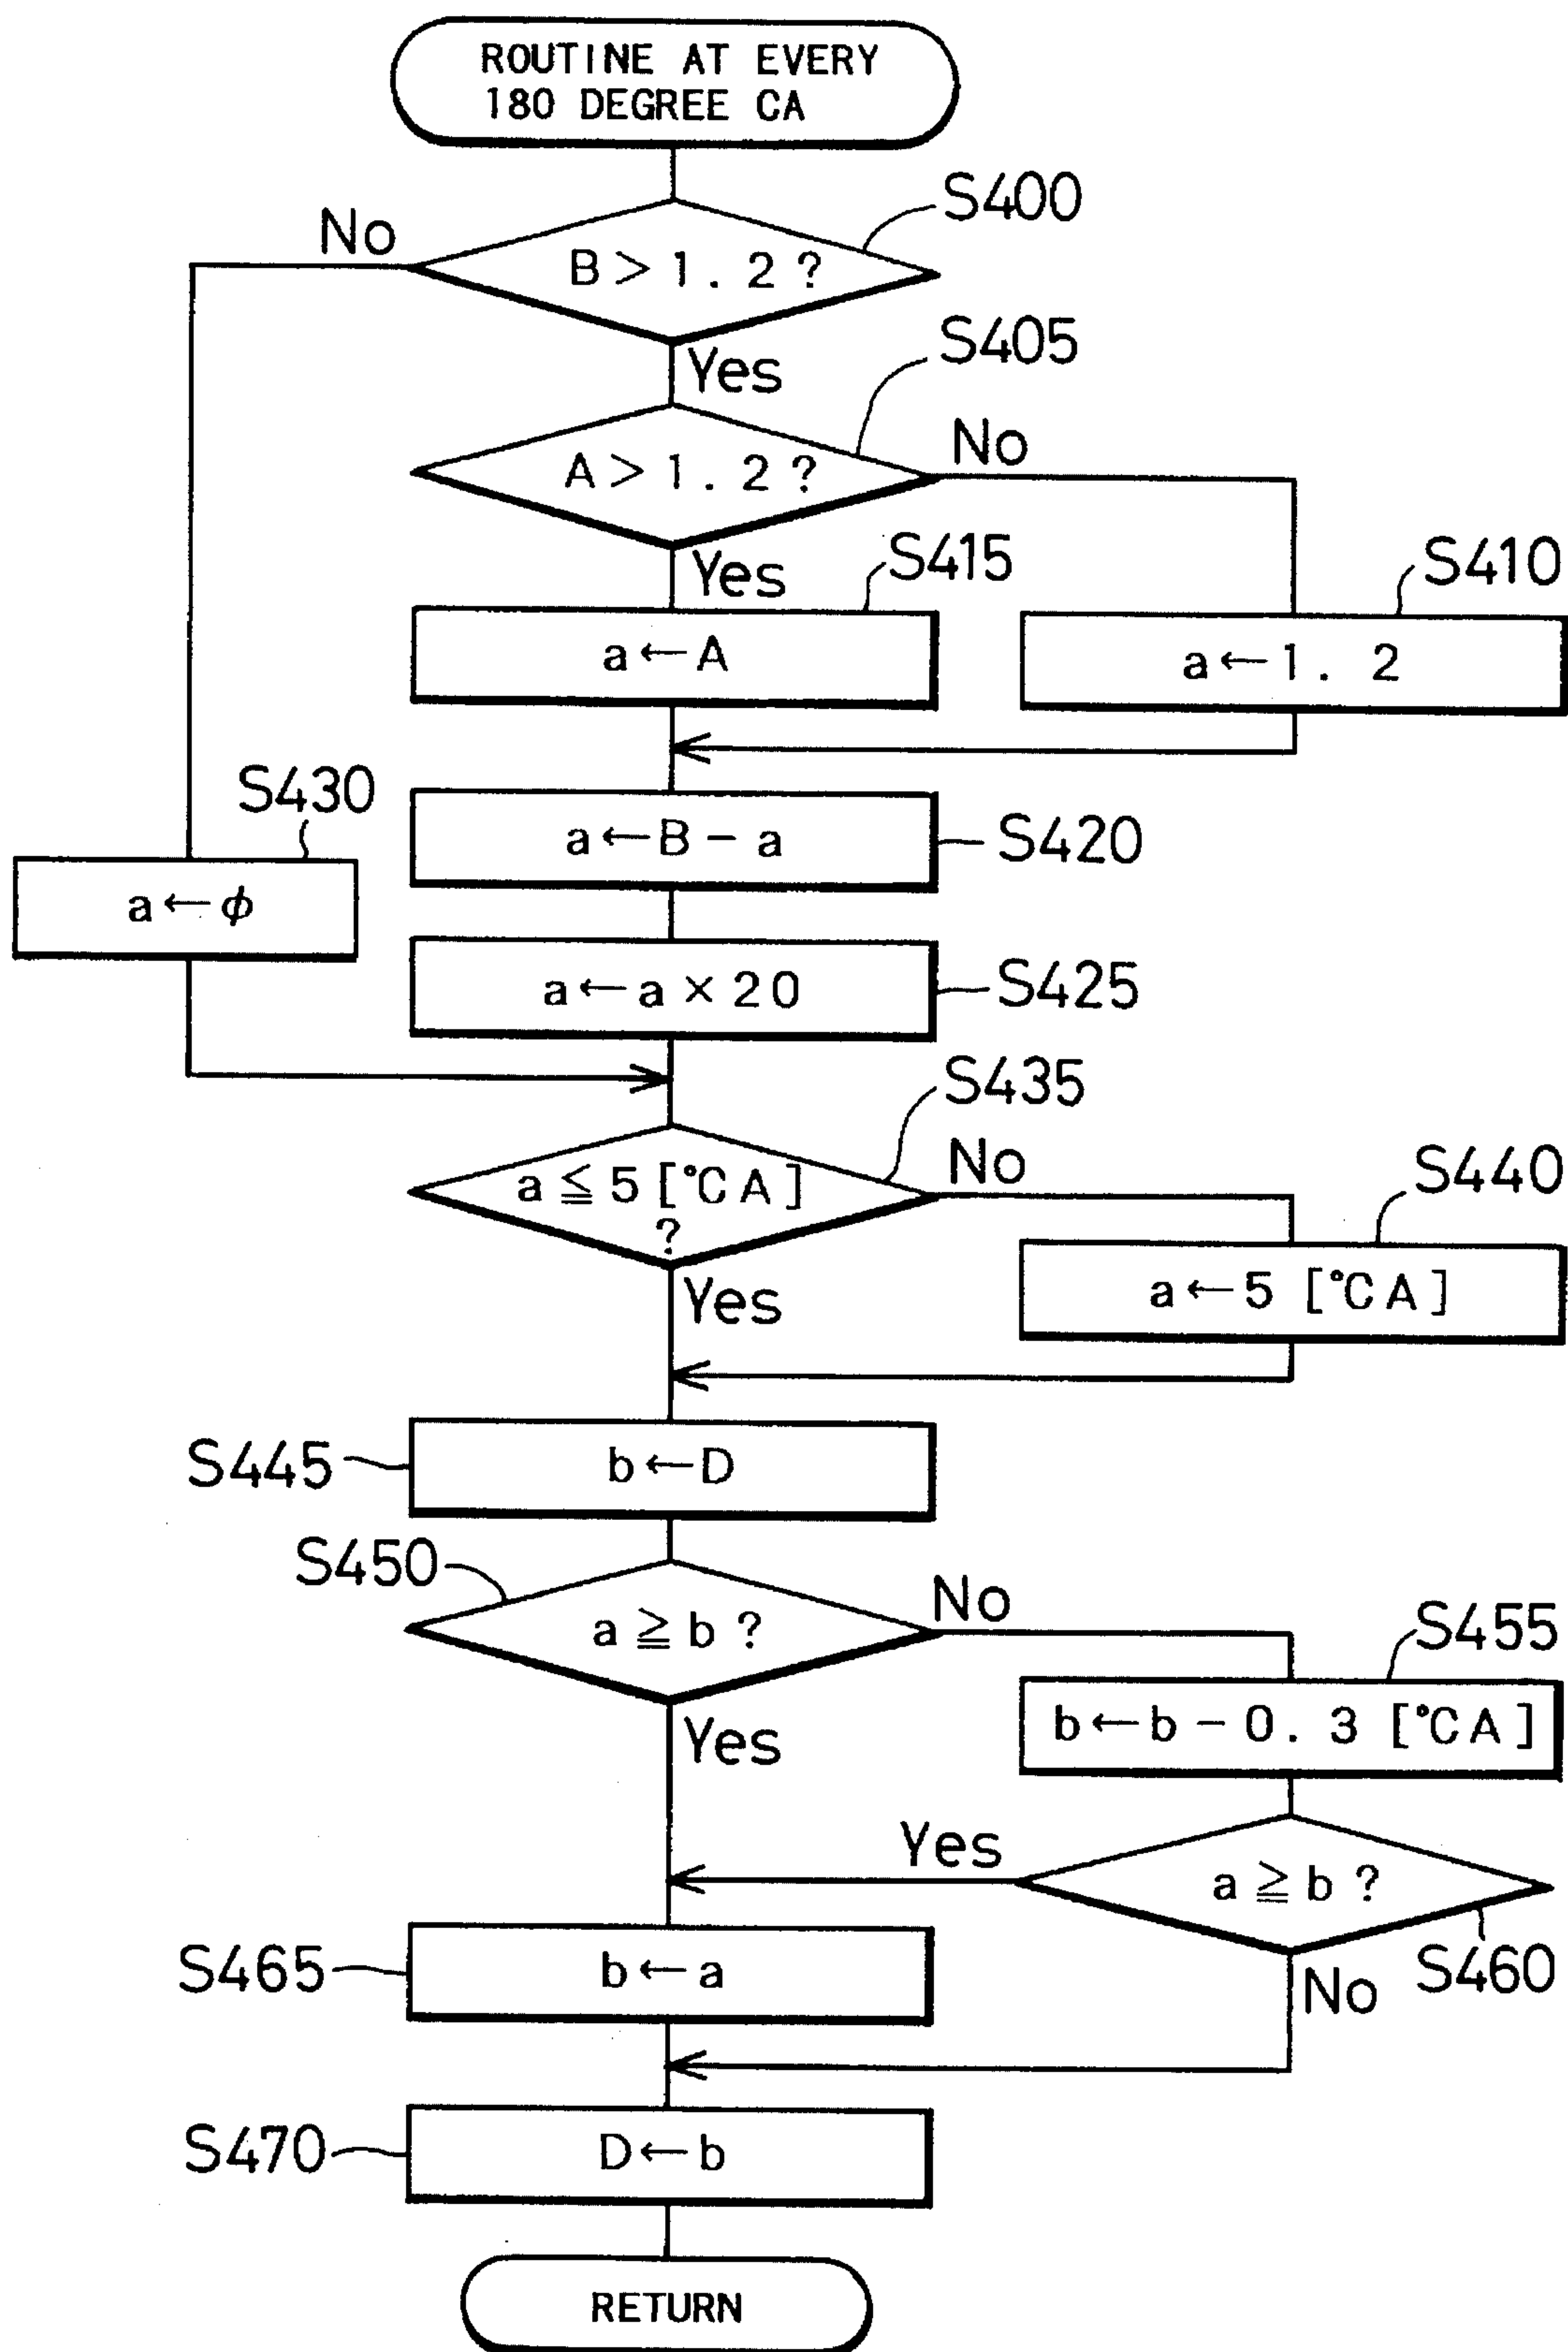 ROUTINE AT EVERY
180 DEGREE CA
S400
No
B > 1. 2 ?
Yes
S405
A > 1. 2 ?
No
Yes
S415
a ← A
S410
a ← 1. 2
S430
a ← φ
a ← B - a
S420
a ← a × 20
S425
S435
a ≦ 5 [°CA]
?
No
Yes
S440
a ← 5 [°CA]
S445
b ← D
S450
a ≧ b ?
No
Yes
S455
b ← b - 0. 3 [°CA]
Yes
a ≧ b ?
S460
No
S465
b ← a
S470
D ← b
RETURN